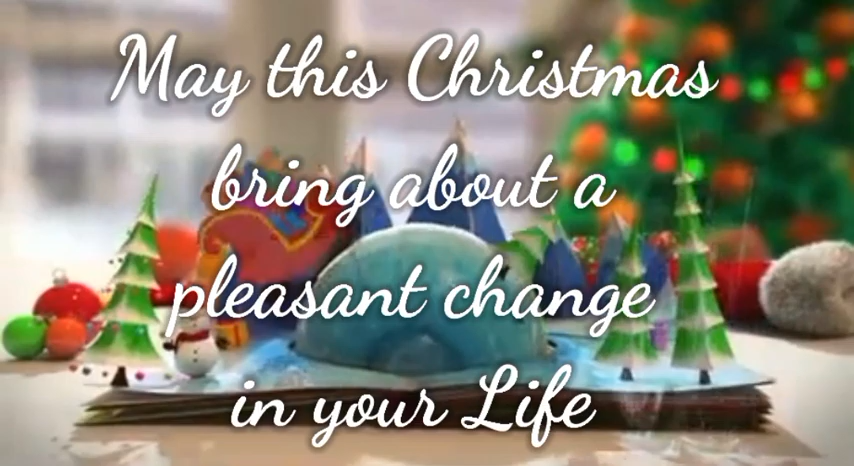 May this Christmas
bring about a
pleasant change
in your Life